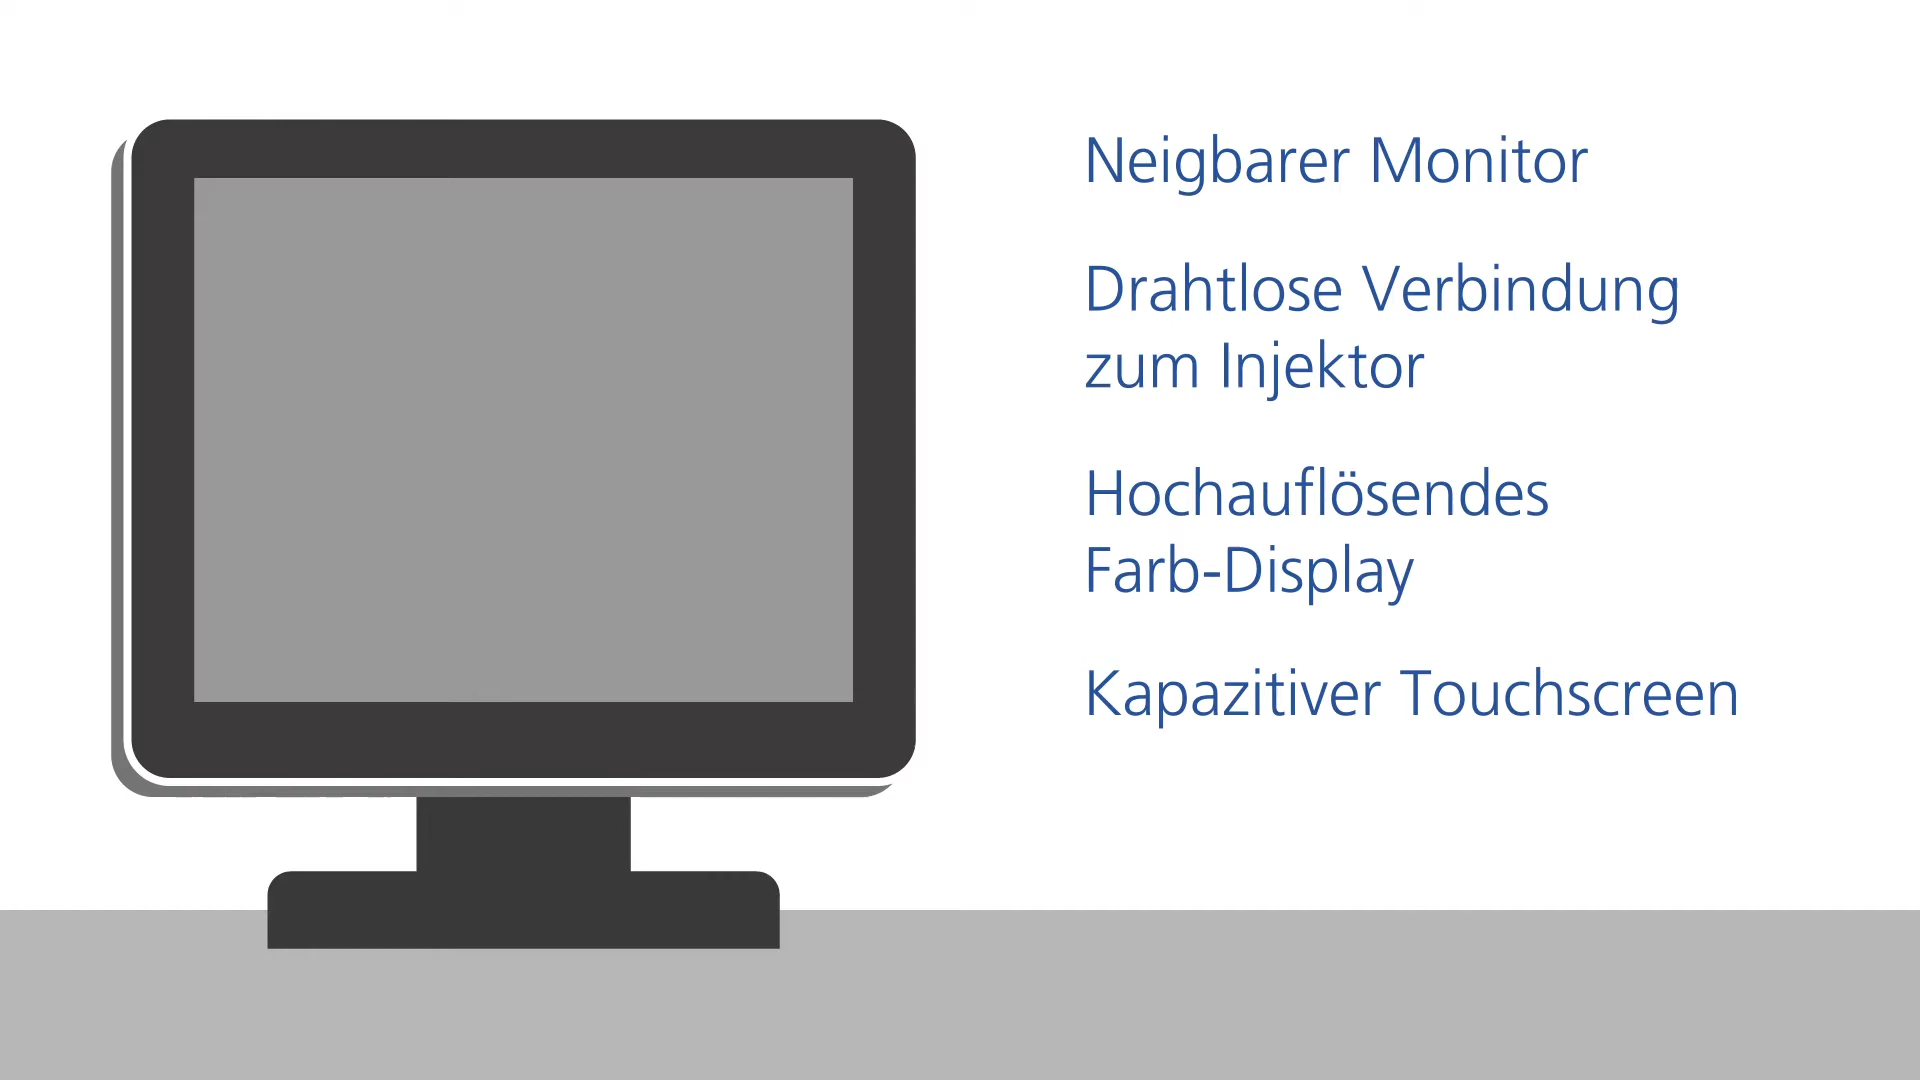 Neigbarer Monitor
Drahtlose Verbindung
zum Injektor
Hochauflösendes
Farb-Display
Kapazitiver Touchscreen